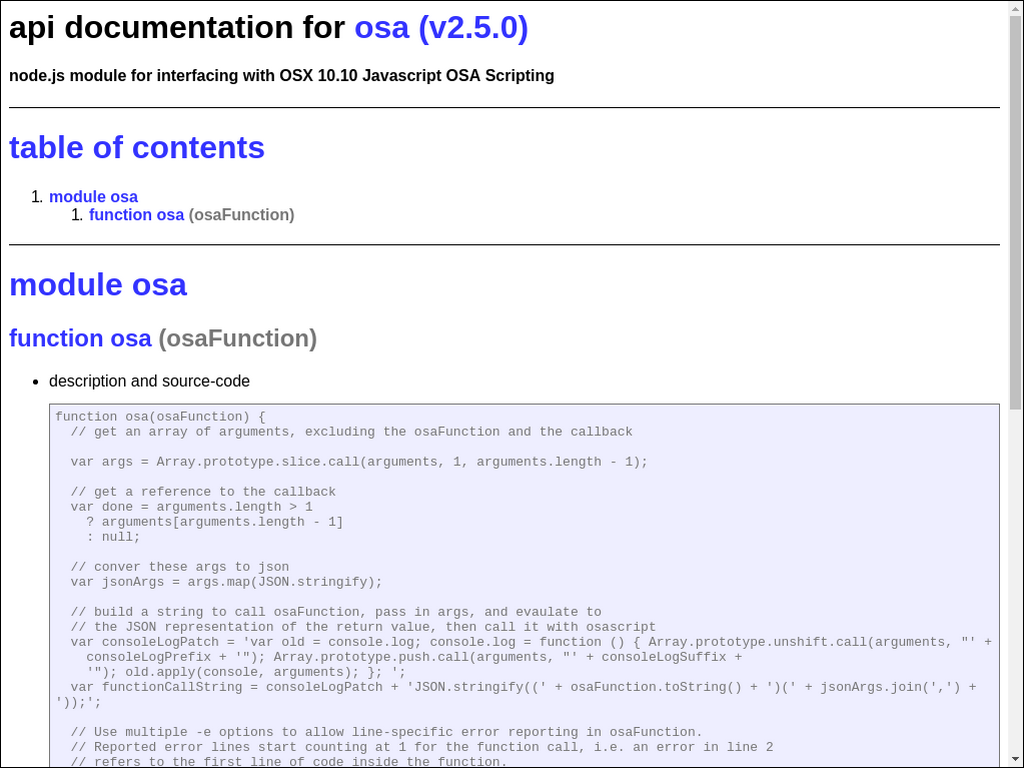 api documentation for osa (v2.5.0)
node.js module for interfacing with OSX 10.10 Javascript OSA Scripting
table of contents
1. module osa
1. function osa (osaFunction)
module osa
function osa (osaFunction)
• description and source-code
function osa(osaFunction) {
  // get an array of arguments, excluding the osaFunction and the callback

  var args = Array.prototype.slice.call(arguments, 1, arguments.length - 1);

  // get a reference to the callback
  var done = arguments.length > 1
    ? arguments[arguments.length - 1]
    : null;

  // conver these args to json
  var jsonArgs = args.map(JSON.stringify);

  // build a string to call osaFunction, pass in args, and evaulate to
  // the JSON representation of the return value, then call it with osascript
  var consoleLogPatch = 'var old = console.log; console.log = function () { Array.prototype.unshift.call(arguments, "' +
    consoleLogPrefix + '"); Array.prototype.push.call(arguments, "' + consoleLogSuffix +
    '"); old.apply(console, arguments); }; ';
  var functionCallString = consoleLogPatch + 'JSON.stringify((' + osaFunction.toString() + ')(' + jsonArgs.join(',') +
'));';

  // Use multiple -e options to allow line-specific error reporting in osaFunction.
  // Reported error lines start counting at 1 for the function call, i.e. an error in line 2
  // refers to the first line of code inside the function.